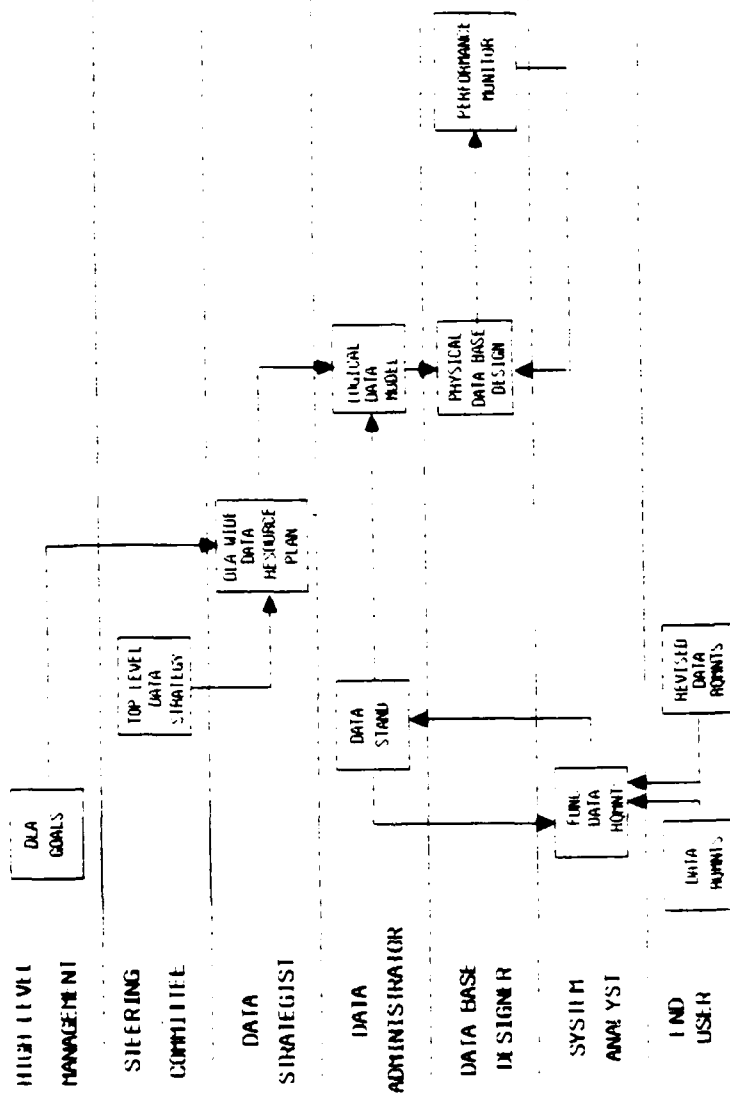 HIGH LEVEL
MANAGEMENT
DLA
GOALS
STEERING
COMMITTEE
TOP LEVEL
DATA
STRATEGY
DATA
STRATEGIST
DLA WIDE
DATA
RESOURCE
PLAN
DATA
ADMINISTRATOR
DATA
STAND
LOGICAL
DATA
MODEL
DATA BASE
DESIGNER
PHYSICAL
DATA BASE
DESIGN
PERFORMANCE
MONITOR
SYSTEM
ANALYST
FUNC
DATA
RQMNT
END
USER
DATA
RQMNTS
REVISED
DATA
RQMNTS